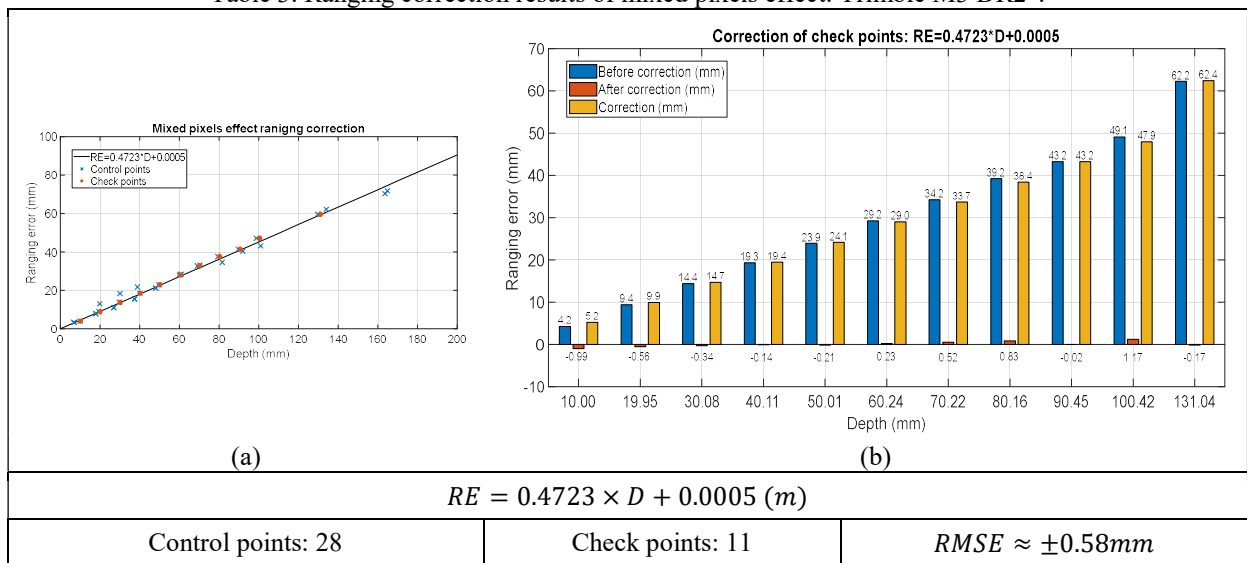 Table 3. Ranging correction results of mixed pixels effect. Trimble M3 DR2".
Mixed pixels effect ranigng correction
100
80
60
40
20
0
Ranging error (mm)
RE=0.4723*D+0.0005
Control points
Check points
0 20 40 60 80 100 120 140 160 180 200
Depth (mm)
(a)
Correction of check points: RE=0.4723*D+0.0005
70
60
50
40
30
20
10
0
-10
Ranging error (mm)
Before correction (mm)
After correction (mm)
Correction (mm)
4.2 5.2 9.4 9.9 14.4 14.7 19.3 19.4 23.9 24.1 29.2 29.0 34.2 33.7 39.2 38.4 43.2 43.2 49.1 47.9 62.2 62.4
-0.99 -0.56 -0.34 -0.14 -0.21 0.23 0.52 0.83 -0.02 1.17 -0.17
10.00 19.95 30.08 40.11 50.01 60.24 70.22 80.16 90.45 100.42 131.04
Depth (mm)
(b)
RE = 0.4723 × D + 0.0005 (m)
Control points: 28 Check points: 11 RMSE ≈ ±0.58mm